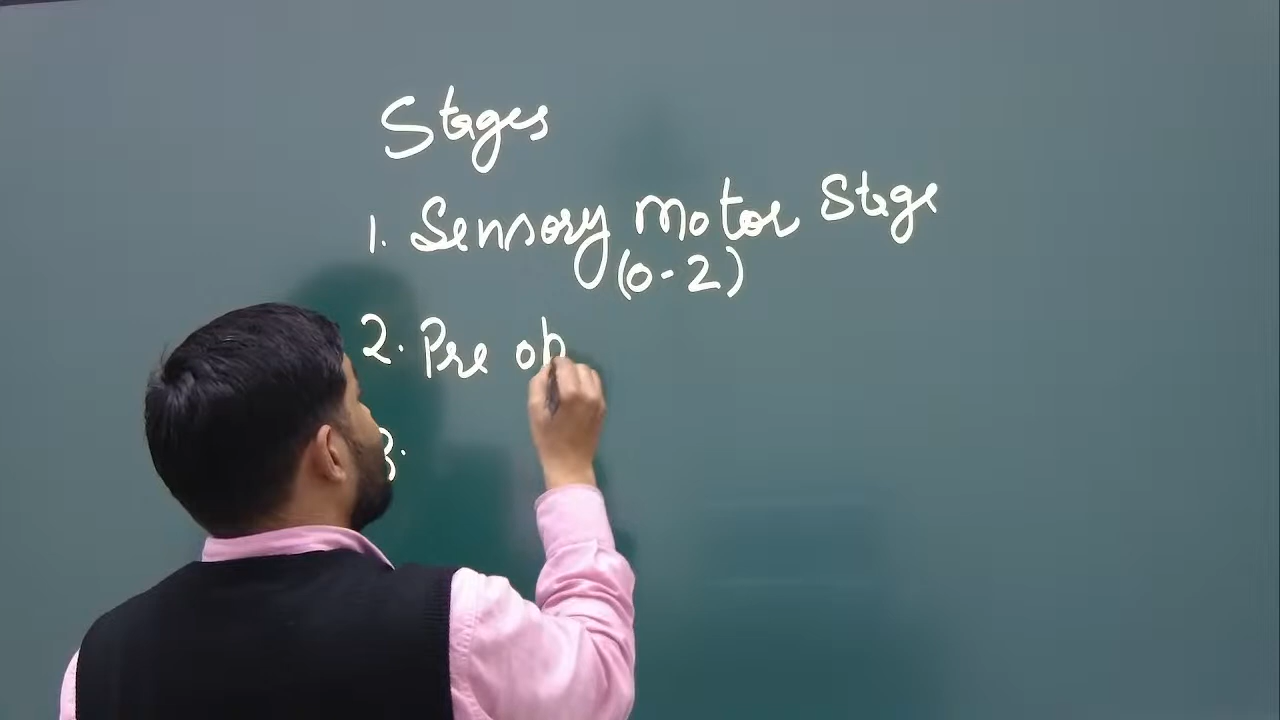 Stages
1. Sensory Motor Stage
(0-2)
2. Pre op
3.